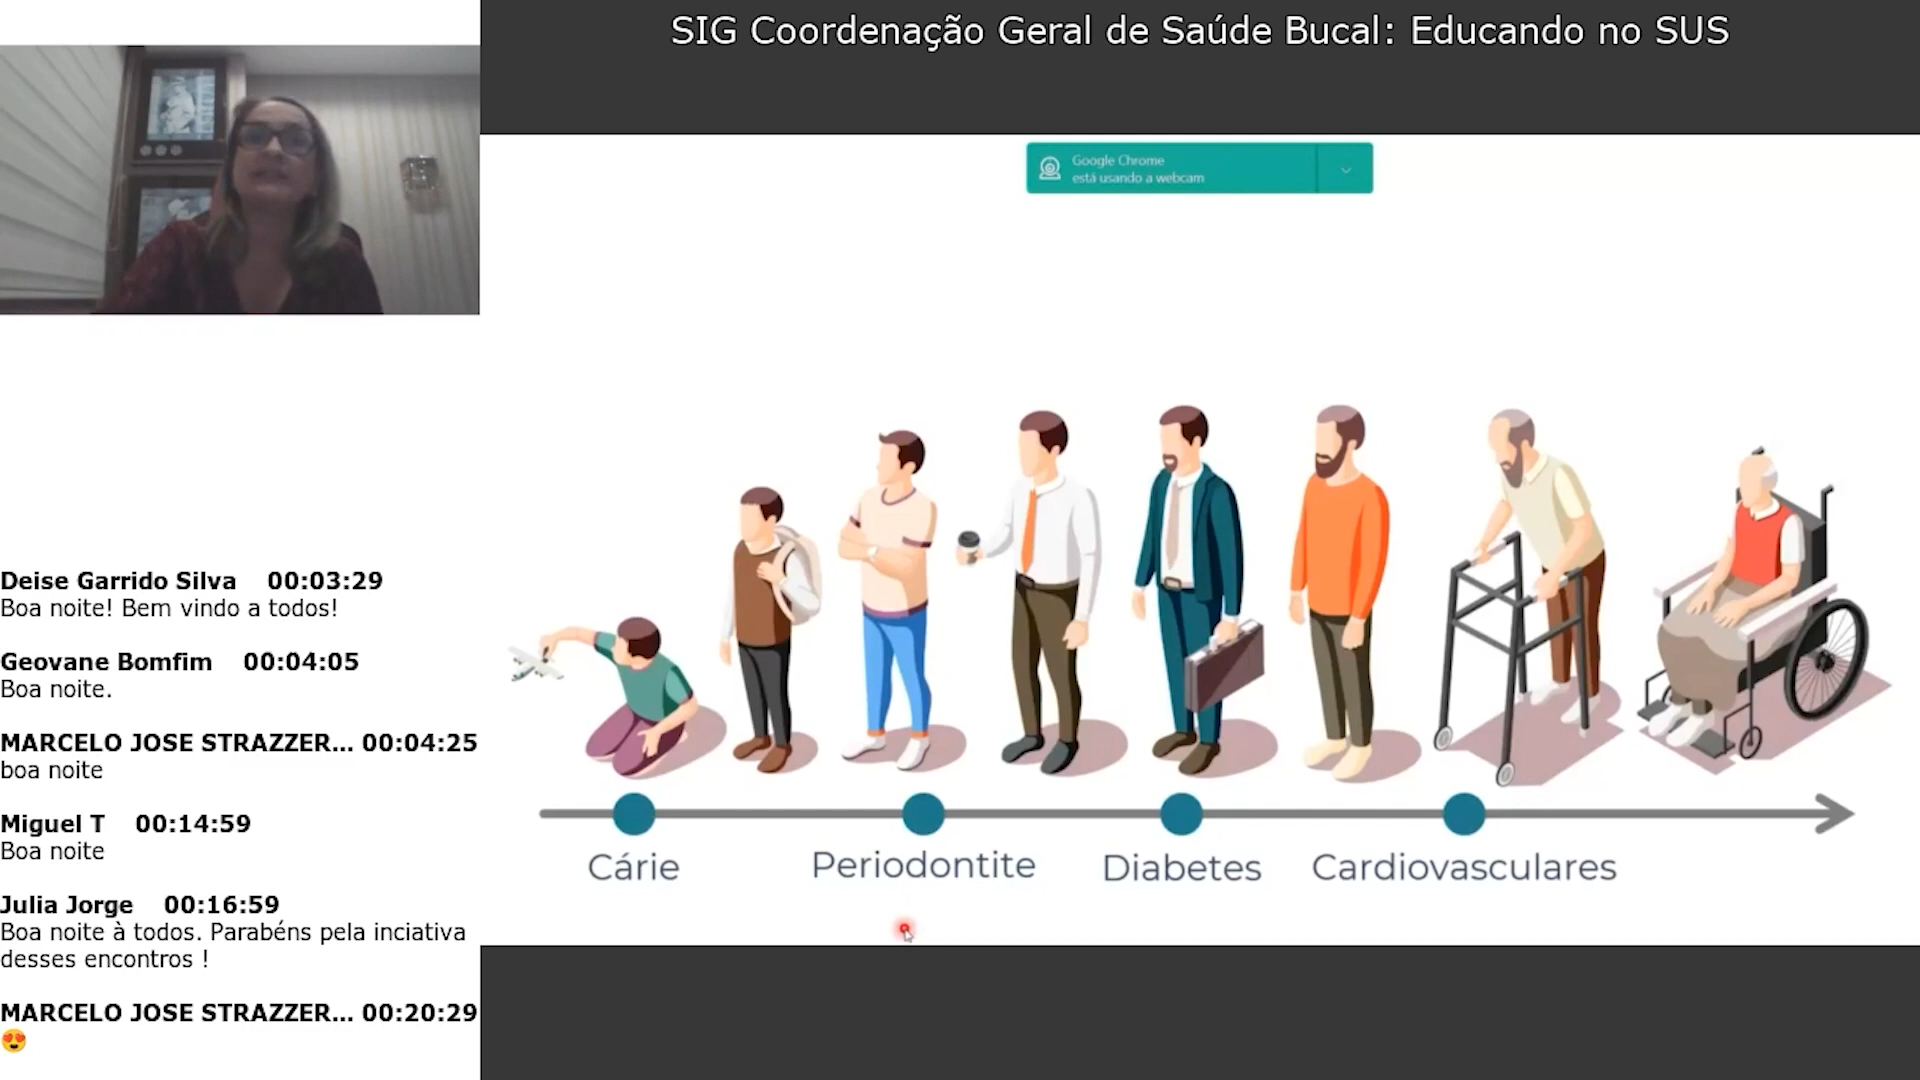 SIG Coordenação Geral de Saúde Bucal: Educando no SUS
Google Chrome
está usando a webcam
Cárie
Periodontite
Diabetes
Cardiovasculares
Deise Garrido Silva 00:03:29
Boa noite! Bem vindo a todos!
Geovane Bomfim 00:04:05
Boa noite.
MARCELO JOSE STRAZZER... 00:04:25
boa noite
Miguel T 00:14:59
Boa noite
Julia Jorge 00:16:59
Boa noite à todos. Parabéns pela inciativa
desses encontros !
MARCELO JOSE STRAZZER... 00:20:29
😍